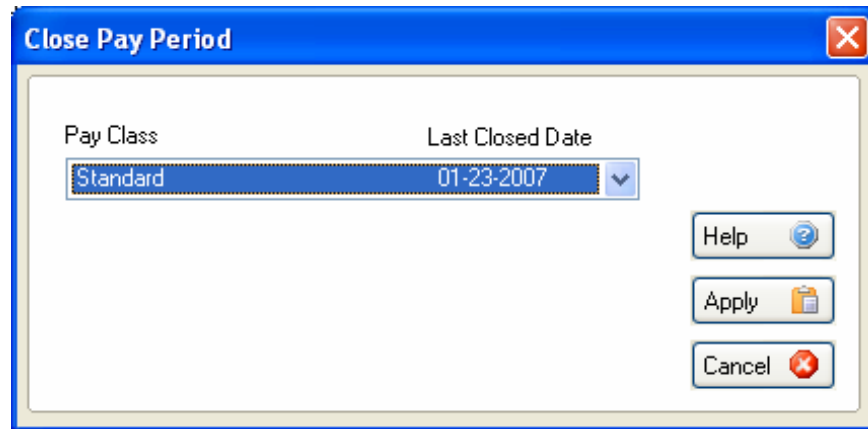 Close Pay Period
Pay Class Last Closed Date
Standard 01-23-2007
Help
Apply
Cancel